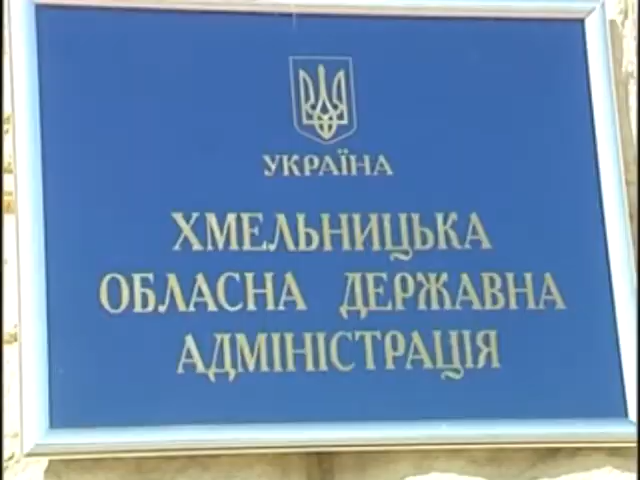 УКРАЇНА
ХМЕЛЬНИЦЬКА
ОБЛАСНА ДЕРЖАВНА
АДМІНІСТРАЦІЯ